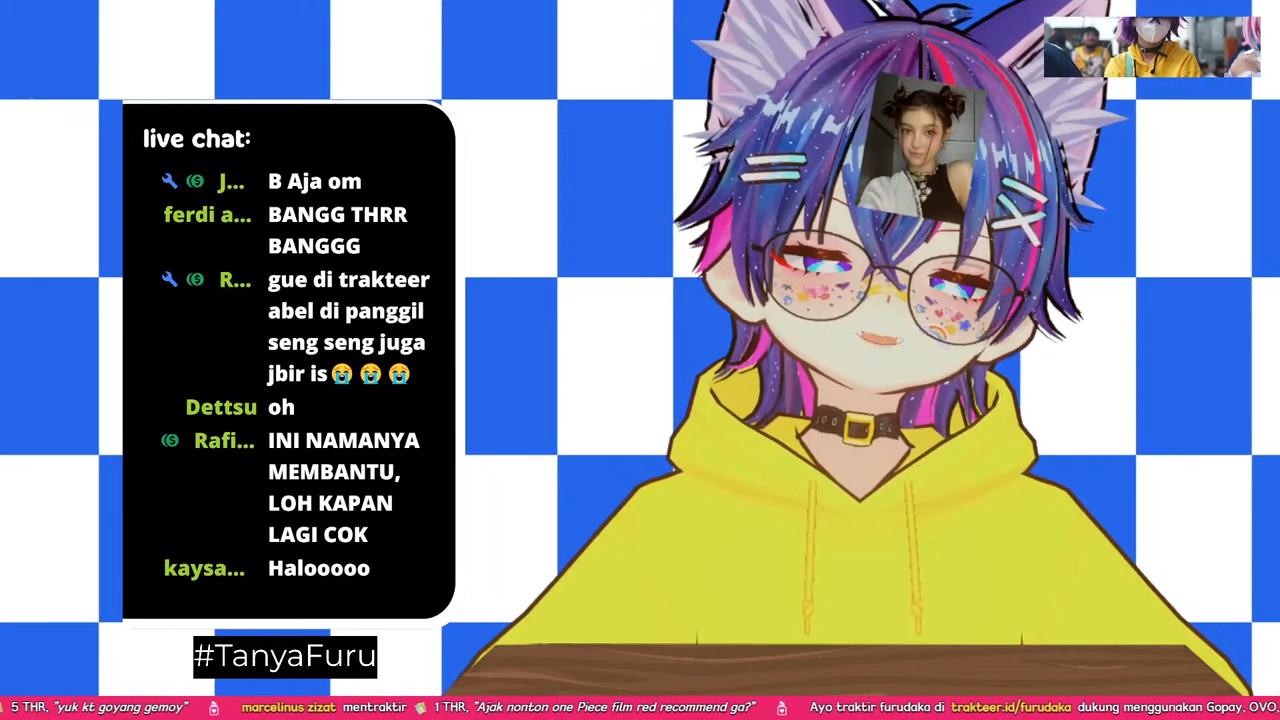 live chat:
J... B Aja om
ferdi a... BANGG THRR
BANGGG
R... gue di trakteer
abel di panggil
seng seng juga
jbir is😭😭😭
Dettsu oh
Rafi... INI NAMANYA
MEMBANTU,
LOH KAPAN
LAGI COK
kaysa... Halooooo
#TanyaFuru
5 THR, "yuk kt goyang gemoy" marcelinus zizat mentraktir 1 THR, "Ajak nonton one Piece film red recommend ga?" Ayo traktir furudaka di trakteer.id/furudaka dukung menggunakan Gopay, OVO,